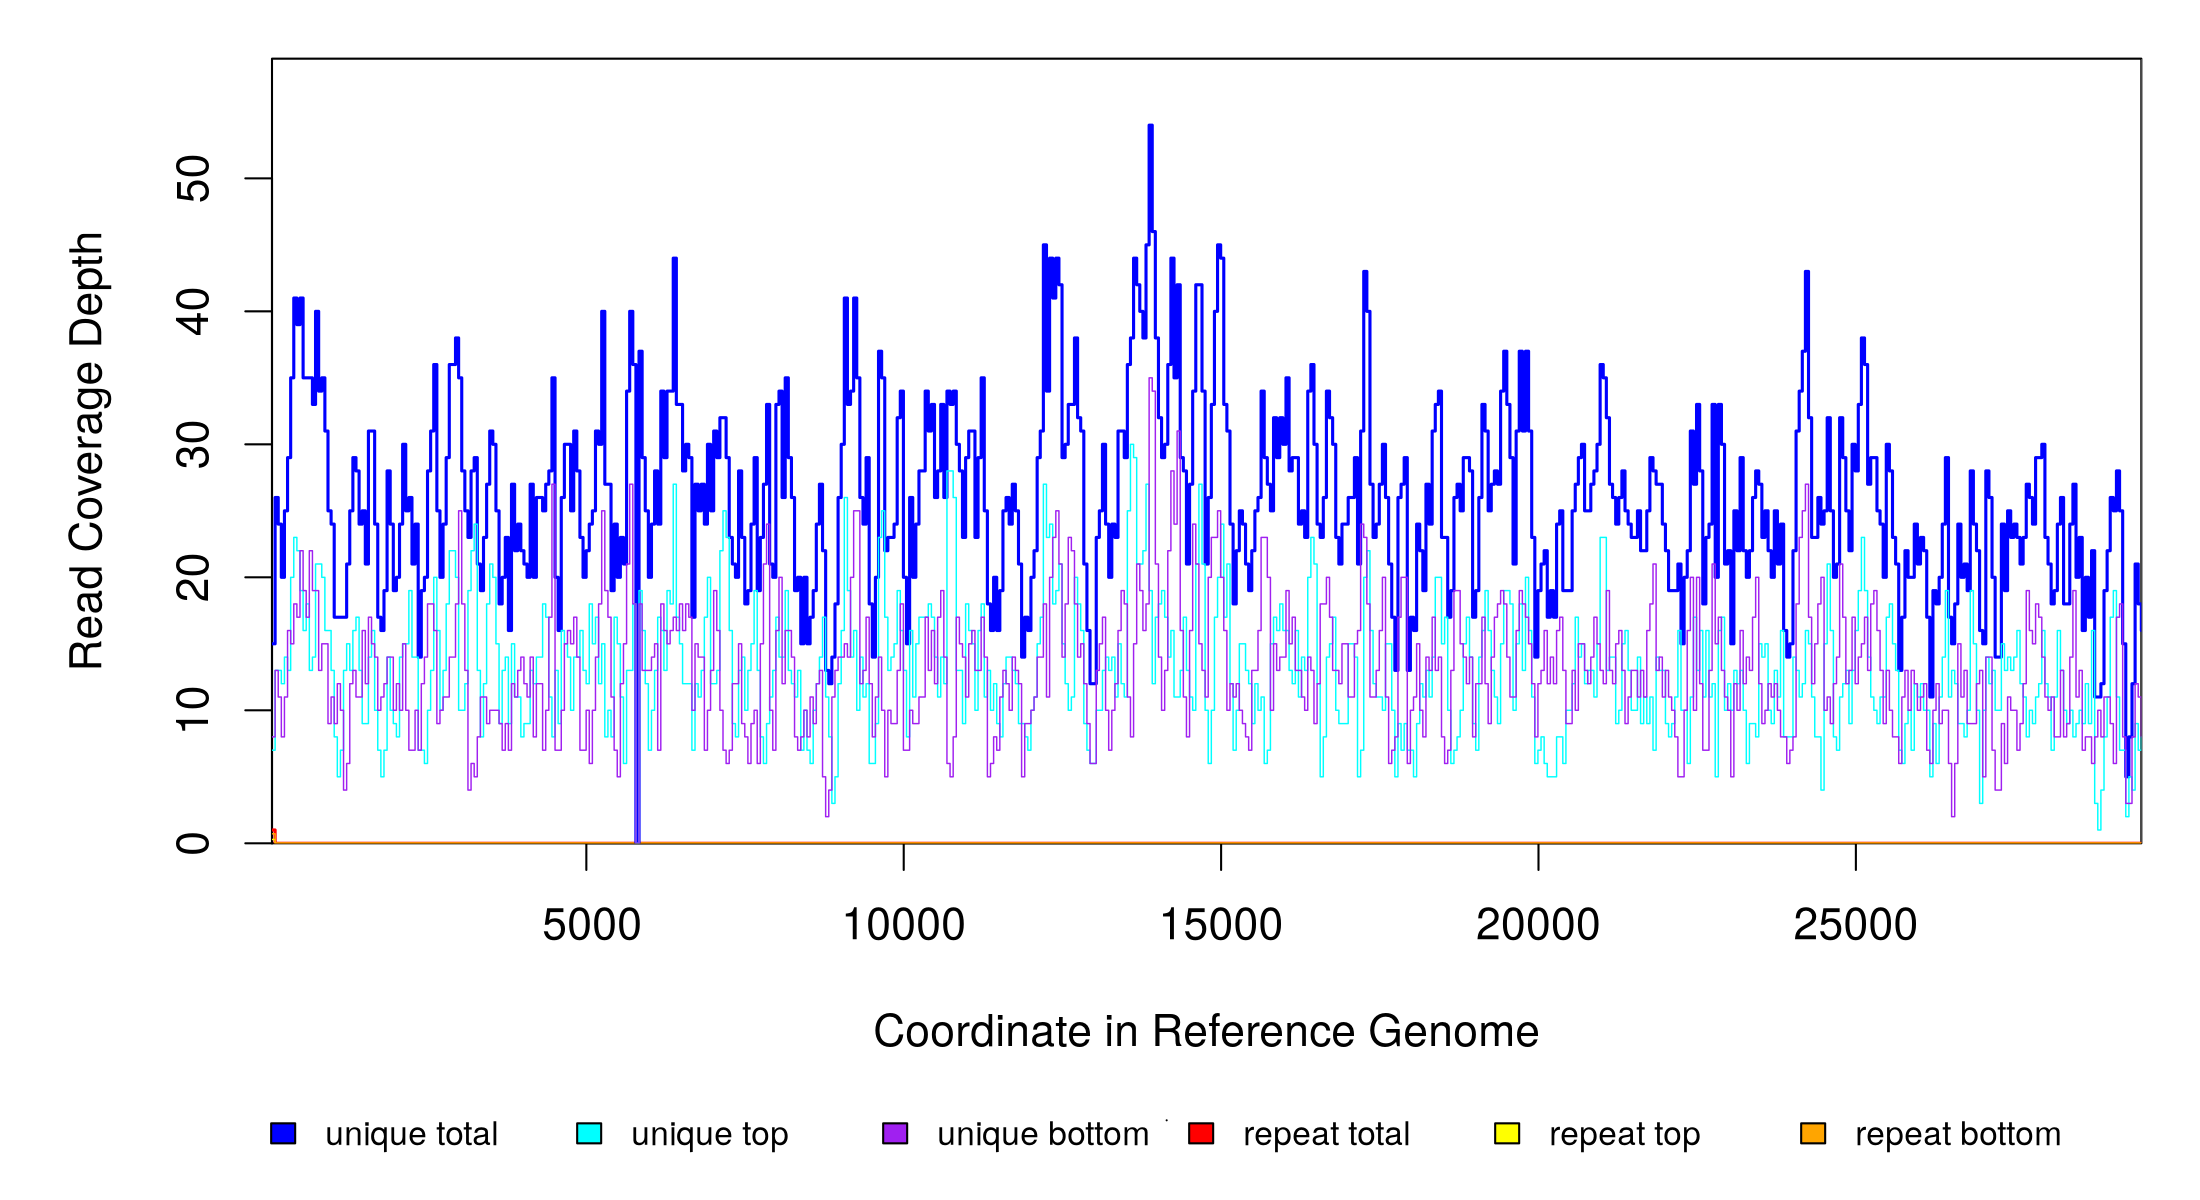 Read Coverage Depth
50
40
30
20
10
0
5000 10000 15000 20000 25000
Coordinate in Reference Genome
unique total unique top unique bottom repeat total repeat top repeat bottom